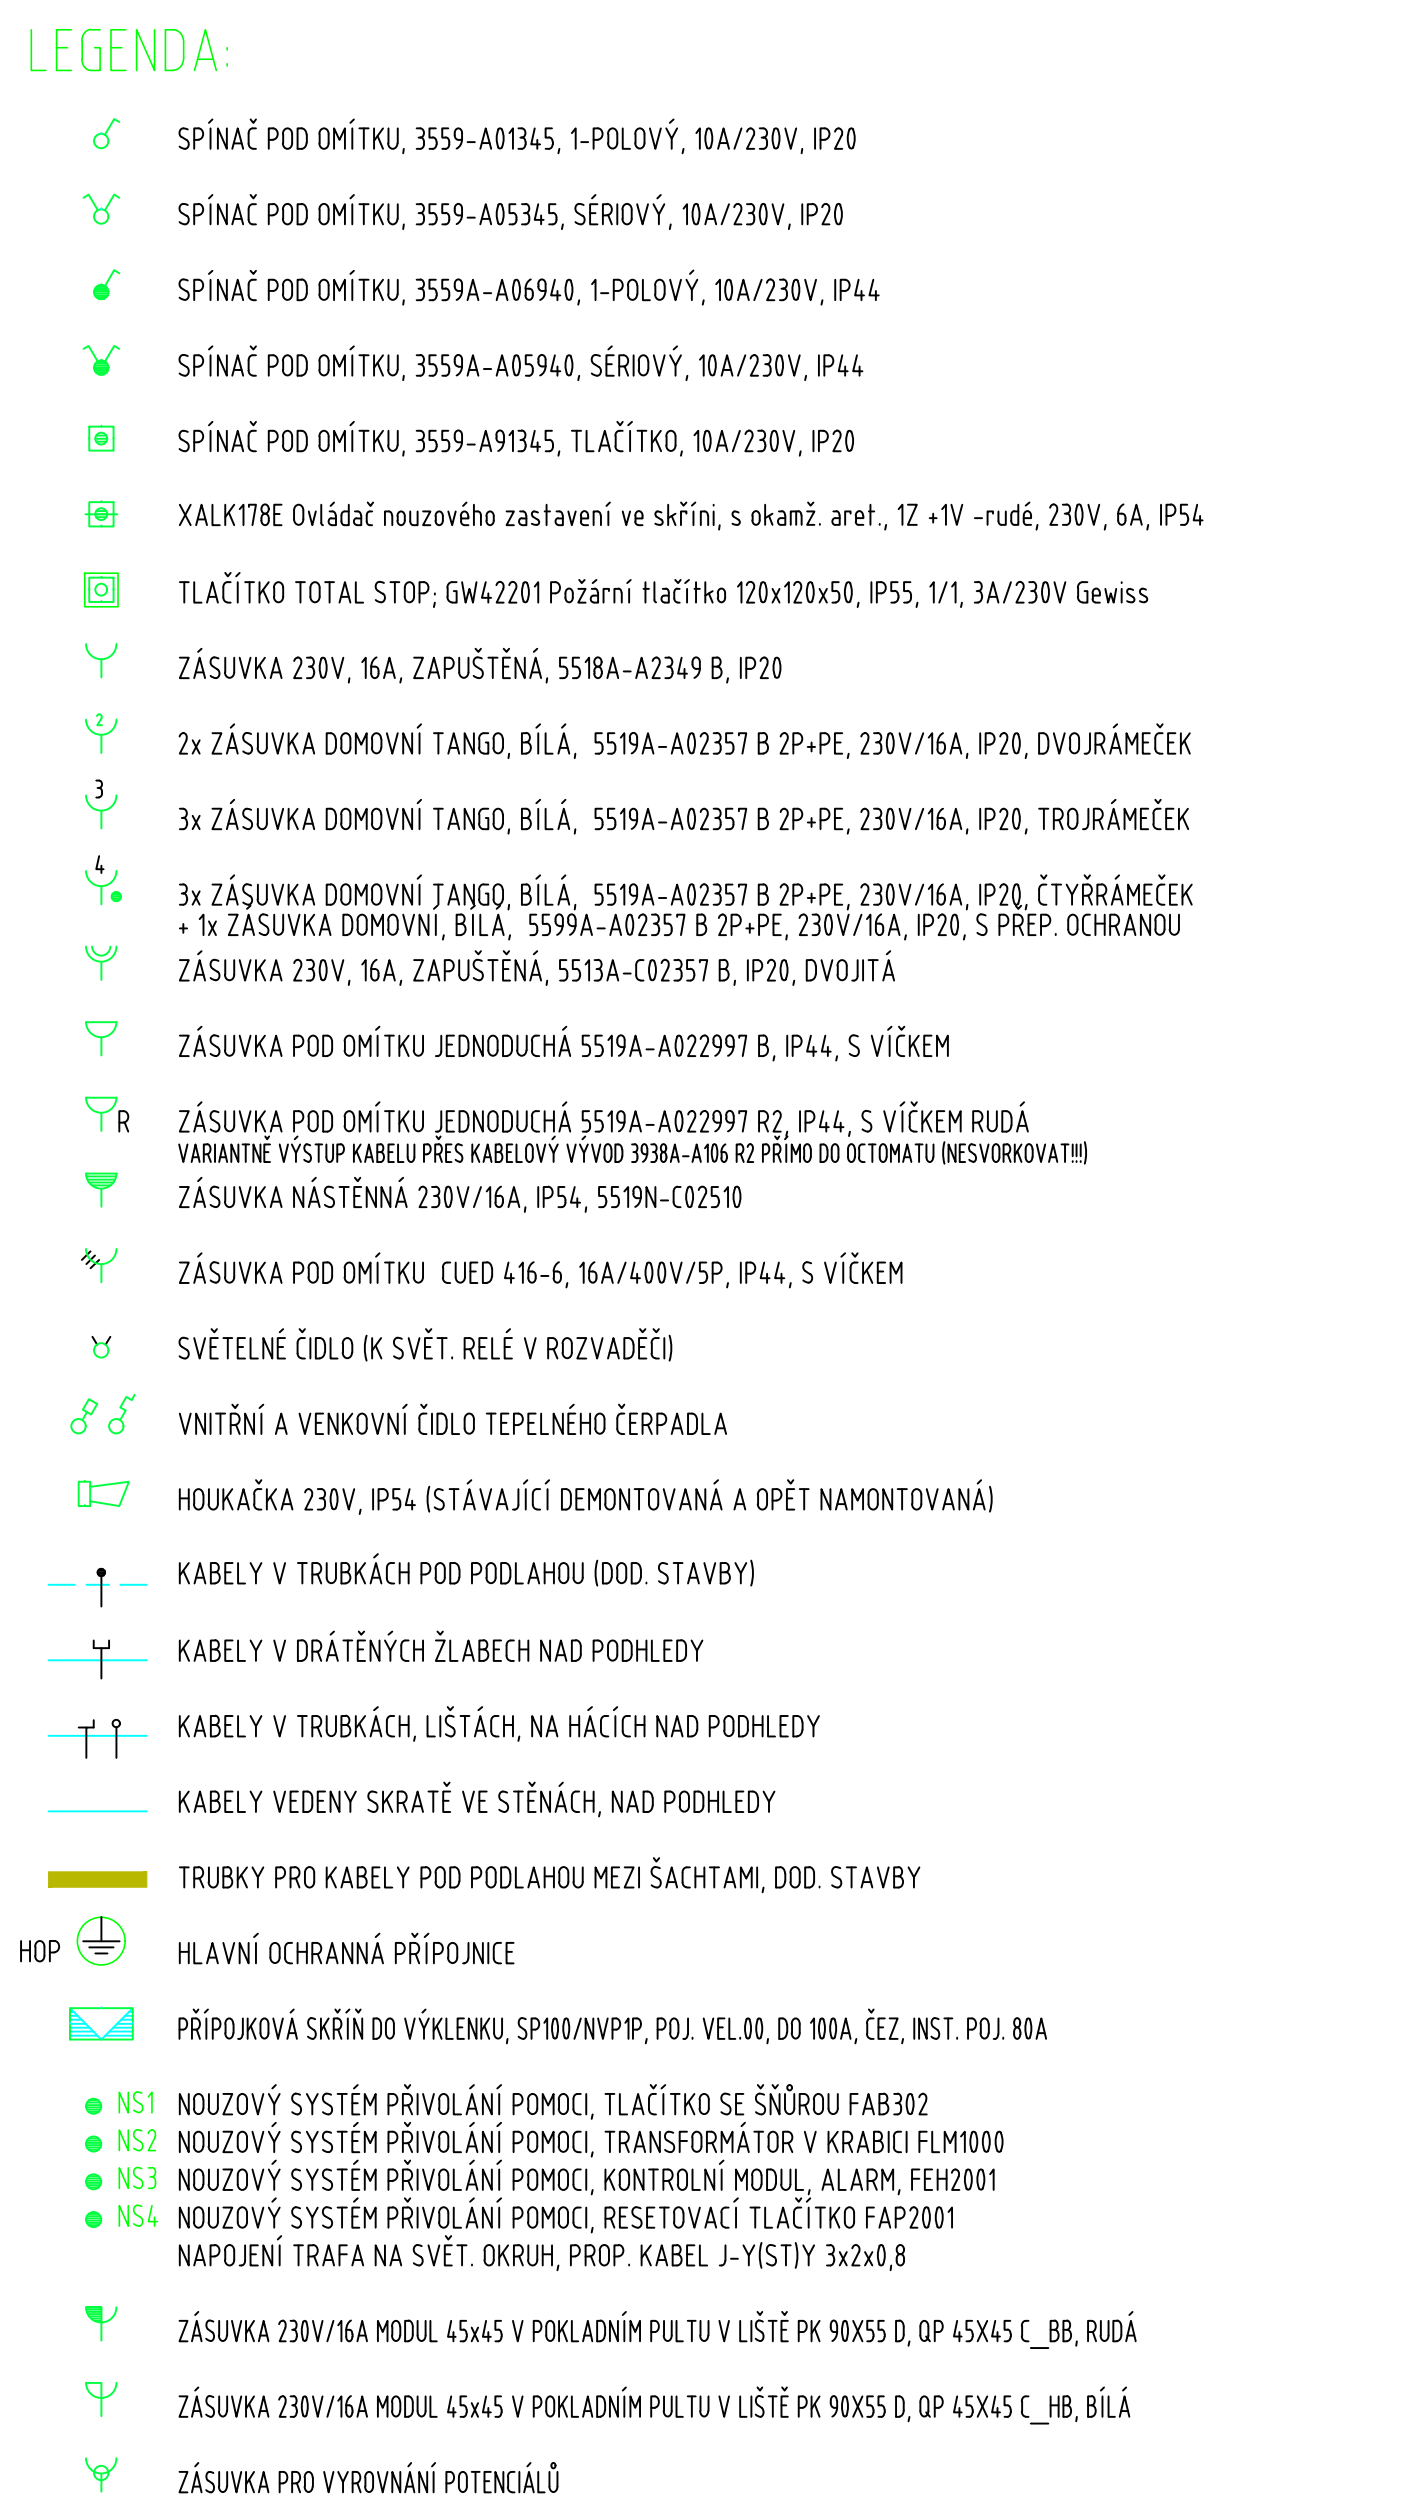 LEGENDA:
SPÍNAČ POD OMÍTKU, 3559-A01345, 1-POLOVÝ, 10A/230V, IP20
SPÍNAČ POD OMÍTKU, 3559-A05345, SÉRIOVÝ, 10A/230V, IP20
SPÍNAČ POD OMÍTKU, 3559A-A06940, 1-POLOVÝ, 10A/230V, IP44
SPÍNAČ POD OMÍTKU, 3559A-A05940, SÉRIOVÝ, 10A/230V, IP44
SPÍNAČ POD OMÍTKU, 3559-A91345, TLAČÍTKO, 10A/230V, IP20
XALK178E Ovládač nouzového zastavení ve skříni, s okamž. aret., 1Z +1V -rudé, 230V, 6A, IP54
TLAČÍTKO TOTAL STOP; GW42201 Požární tlačítko 120x120x50, IP55, 1/1, 3A/230V Gewiss
ZÁSUVKA 230V, 16A, ZAPUŠTĚNÁ, 5518A-A2349 B, IP20
2 2x ZÁSUVKA DOMOVNÍ TANGO, BÍLÁ, 5519A-A02357 B 2P+PE, 230V/16A, IP20, DVOJRÁMEČEK
3 3x ZÁSUVKA DOMOVNÍ TANGO, BÍLÁ, 5519A-A02357 B 2P+PE, 230V/16A, IP20, TROJRÁMEČEK
4 3x ZÁSUVKA DOMOVNÍ TANGO, BÍLÁ, 5519A-A02357 B 2P+PE, 230V/16A, IP20, ČTYŘRÁMEČEK
+ 1x ZÁSUVKA DOMOVNÍ, BÍLÁ, 5599A-A02357 B 2P+PE, 230V/16A, IP20, S PŘEP. OCHRANOU
ZÁSUVKA 230V, 16A, ZAPUŠTĚNÁ, 5513A-C02357 B, IP20, DVOJITÁ
ZÁSUVKA POD OMÍTKU JEDNODUCHÁ 5519A-A022997 B, IP44, S VÍČKEM
R ZÁSUVKA POD OMÍTKU JEDNODUCHÁ 5519A-A022997 R2, IP44, S VÍČKEM RUDÁ
VARIANTNĚ VÝSTUP KABELU PŘES KABELOVÝ VÝVOD 3938A-A106 R2 PŘÍMO DO OCTOMATU (NESVORKOVAT!!!)
ZÁSUVKA NÁSTĚNNÁ 230V/16A, IP54, 5519N-C02510
ZÁSUVKA POD OMÍTKU CUED 416-6, 16A/400V/5P, IP44, S VÍČKEM
SVĚTELNÉ ČIDLO (K SVĚT. RELÉ V ROZVADĚČI)
VNITŘNÍ A VENKOVNÍ ČIDLO TEPELNÉHO ČERPADLA
HOUKAČKA 230V, IP54 (STÁVAJÍCÍ DEMONTOVANÁ A OPĚT NAMONTOVANÁ)
KABELY V TRUBKÁCH POD PODLAHOU (DOD. STAVBY)
KABELY V DRÁTĚNÝCH ŽLABECH NAD PODHLEDY
KABELY V TRUBKÁCH, LIŠTÁCH, NA HÁCÍCH NAD PODHLEDY
KABELY VEDENY SKRATĚ VE STĚNÁCH, NAD PODHLEDY
TRUBKY PRO KABELY POD PODLAHOU MEZI ŠACHTAMI, DOD. STAVBY
HOP HLAVNÍ OCHRANNÁ PŘÍPOJNICE
PŘÍPOJKOVÁ SKŘÍŇ DO VÝKLENKU, SP100/NVP1P, POJ. VEL.00, DO 100A, ČEZ, INST. POJ. 80A
NS1 NOUZOVÝ SYSTÉM PŘIVOLÁNÍ POMOCI, TLAČÍTKO SE ŠŇŮROU FAB302
NS2 NOUZOVÝ SYSTÉM PŘIVOLÁNÍ POMOCI, TRANSFORMÁTOR V KRABICI FLM1000
NS3 NOUZOVÝ SYSTÉM PŘIVOLÁNÍ POMOCI, KONTROLNÍ MODUL, ALARM, FEH2001
NS4 NOUZOVÝ SYSTÉM PŘIVOLÁNÍ POMOCI, RESETOVACÍ TLAČÍTKO FAP2001
NAPOJENÍ TRAFA NA SVĚT. OKRUH, PROP. KABEL J-Y(ST)Y 3x2x0,8
ZÁSUVKA 230V/16A MODUL 45x45 V POKLADNÍM PULTU V LIŠTĚ PK 90X55 D, QP 45X45 C_BB, RUDÁ
ZÁSUVKA 230V/16A MODUL 45x45 V POKLADNÍM PULTU V LIŠTĚ PK 90X55 D, QP 45X45 C_HB, BÍLÁ
ZÁSUVKA PRO VYROVNÁNÍ POTENCIÁLŮ